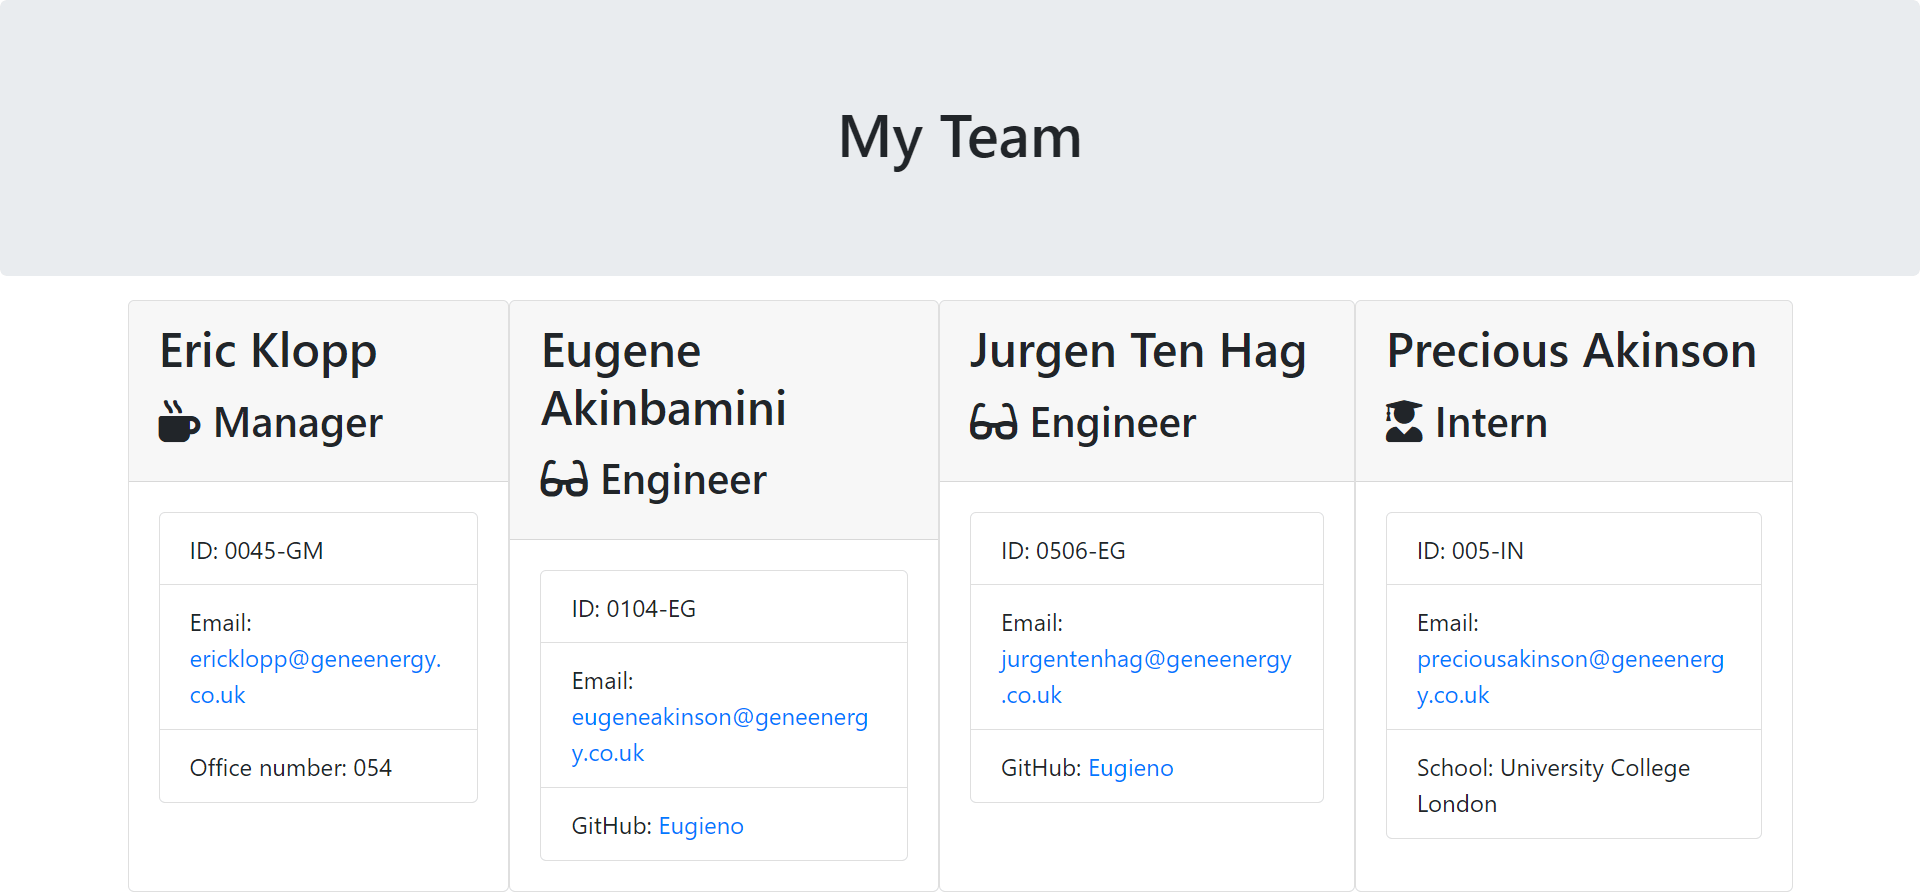 My Team
Eric Klopp
Manager
ID: 0045-GM
Email:
ericklopp@geneenergy.
co.uk
Office number: 054
Eugene
Akinbamini
Engineer
ID: 0104-EG
Email:
eugeneakinson@geneenerg
y.co.uk
GitHub: Eugieno
Jurgen Ten Hag
Engineer
ID: 0506-EG
Email:
jurgentenhag@geneenergy
.co.uk
GitHub: Eugieno
Precious Akinson
Intern
ID: 005-IN
Email:
preciousakinson@geneenerg
y.co.uk
School: University College
London